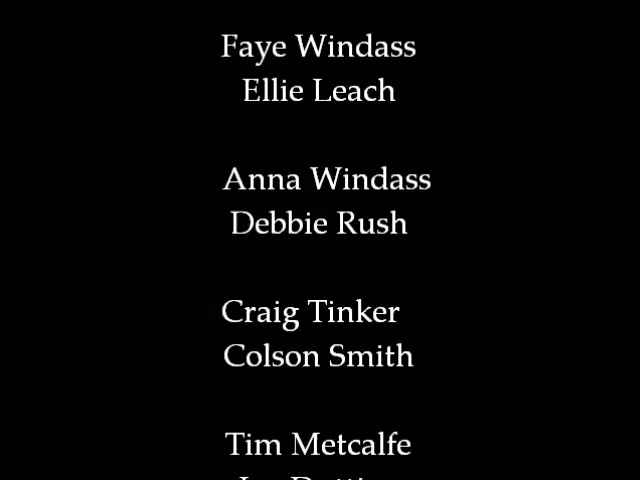 Faye Windass
Ellie Leach
Anna Windass
Debbie Rush
Craig Tinker
Colson Smith
Tim Metcalfe